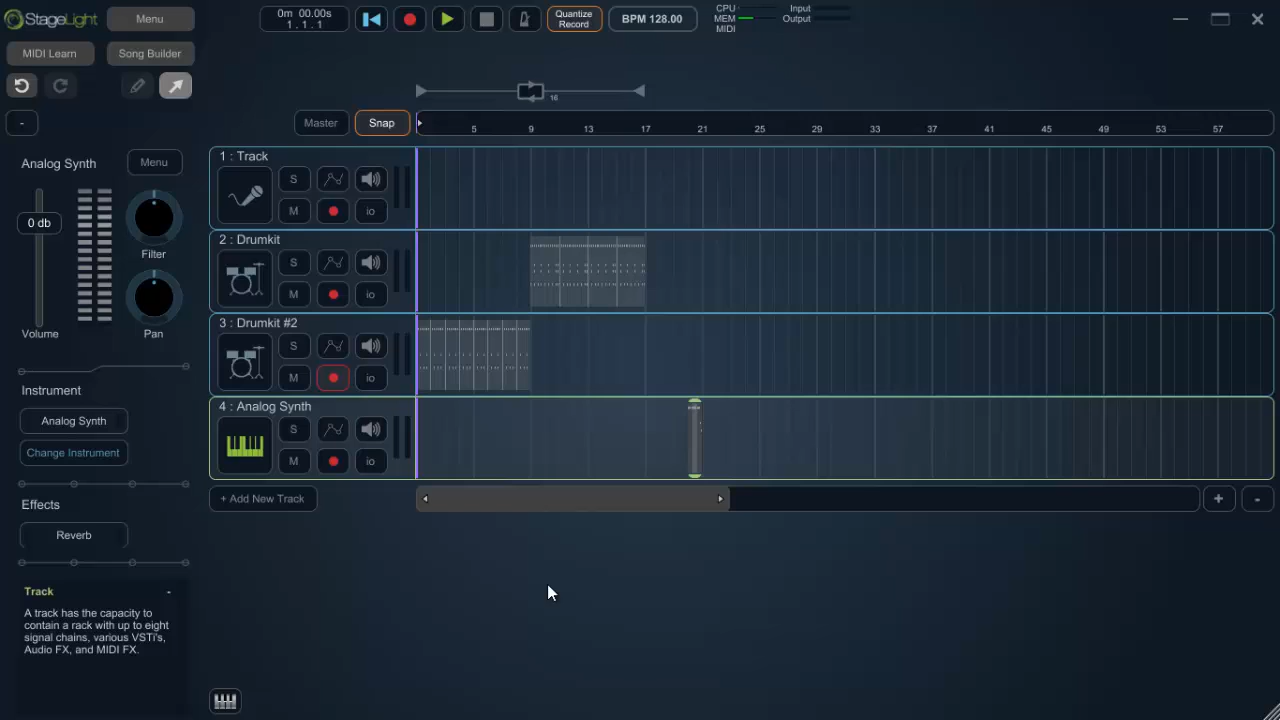 StageLight
Menu
0m 00.00s
1. 1. 1
Quantize
Record
BPM 128.00
CPU
MEM
MIDI
Input
Output
MIDI Learn
Song Builder
16
-
Master
Snap
5 9 13 17 21 25 29 33 37 41 45 49 53 57
Analog Synth
Menu
0 db
Filter
Volume
Pan
1 : Track
S
M
io
2 : Drumkit
S
M
io
3 : Drumkit #2
S
M
io
4 : Analog Synth
S
M
io
+ Add New Track
+
-
Instrument
Analog Synth
Change Instrument
Effects
Reverb
Track
-
A track has the capacity to
contain a rack with up to eight
signal chains, various VSTi's,
Audio FX, and MIDI FX.